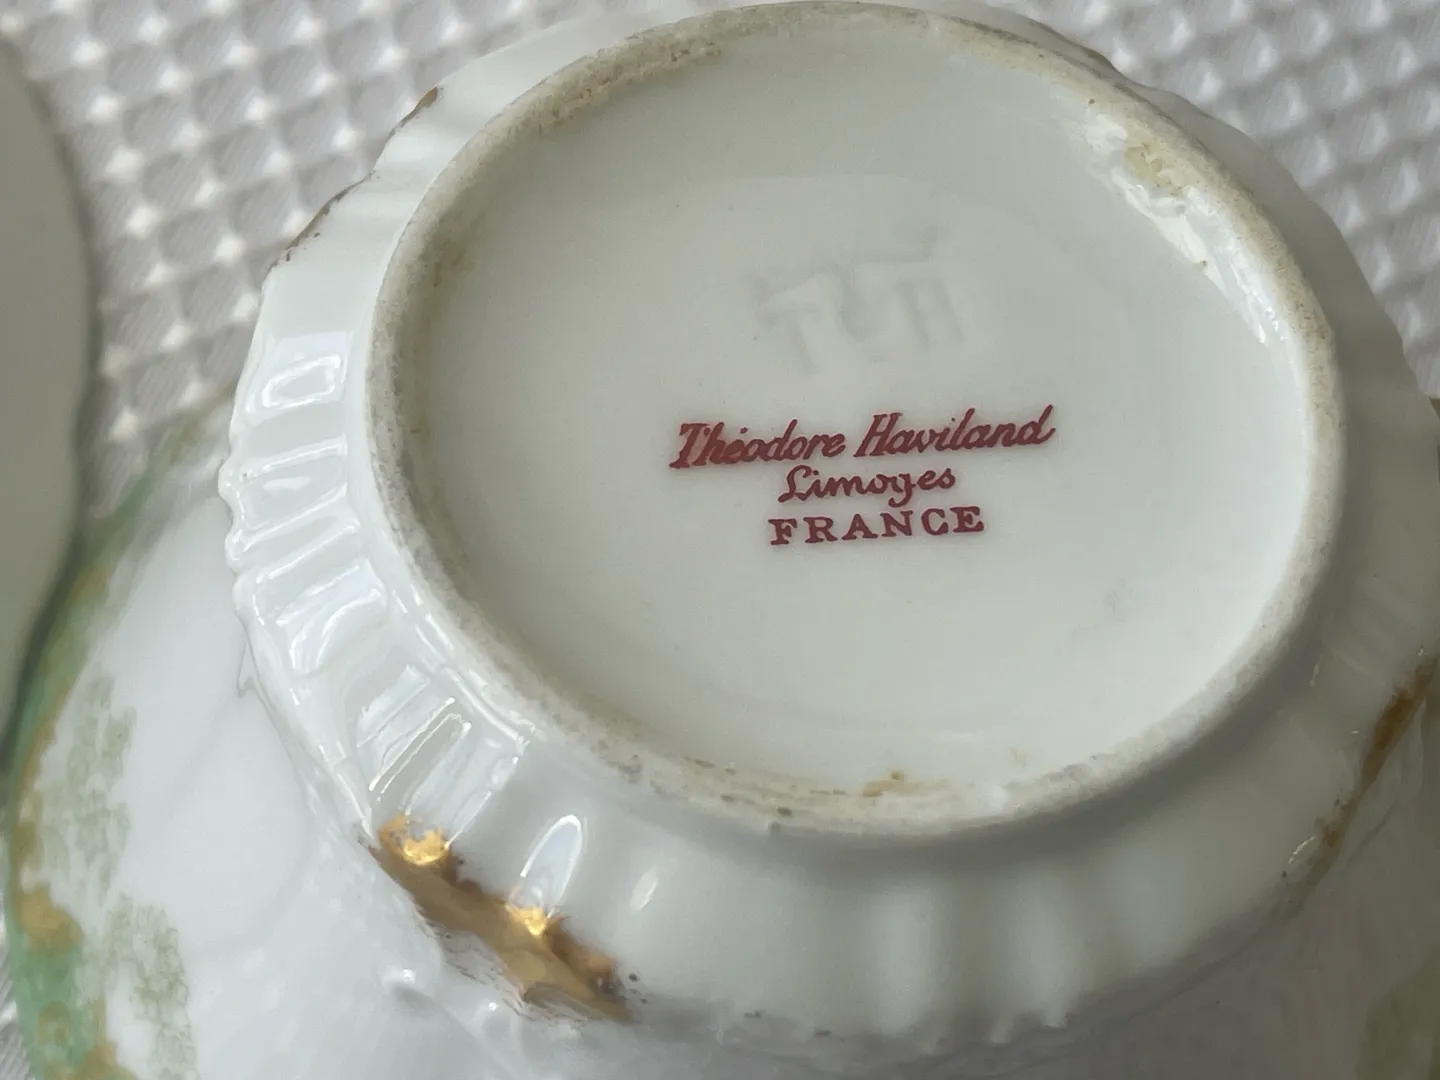 Théodore Haviland
Limoges
FRANCE